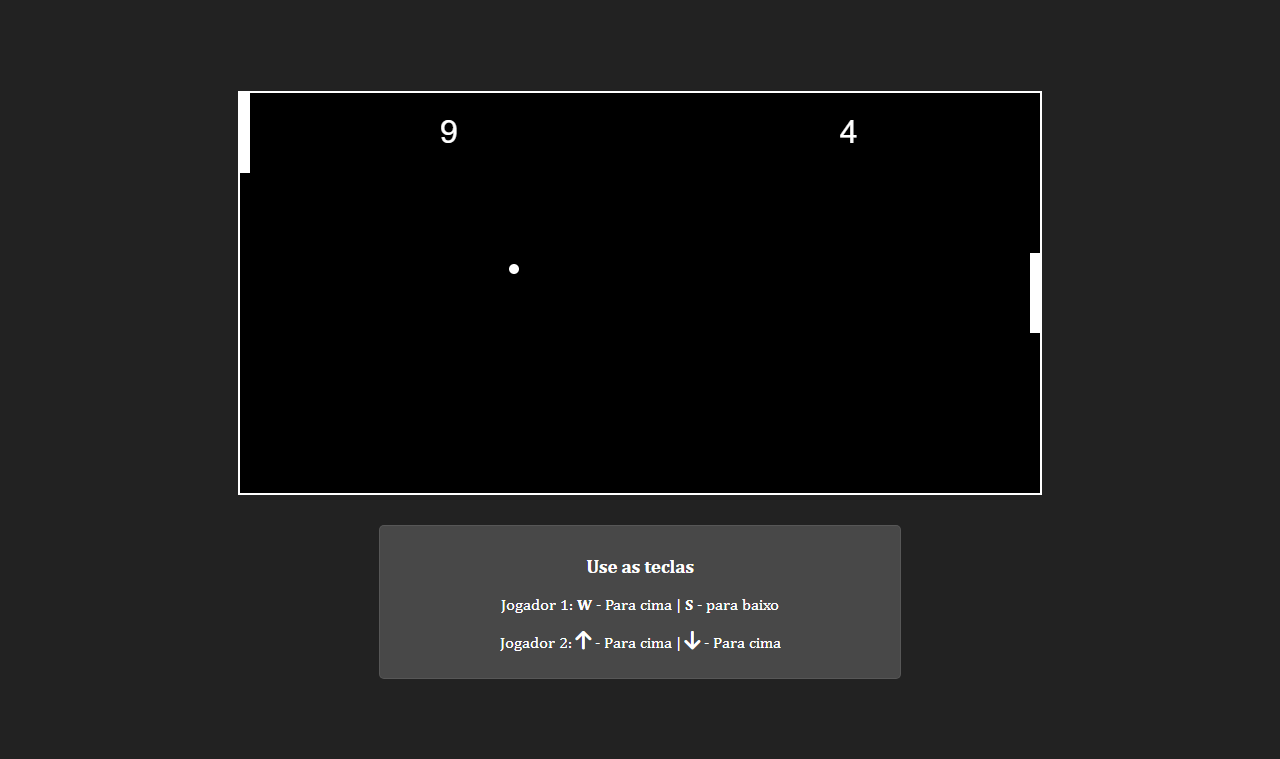 9 4
Use as teclas
Jogador 1: W - Para cima | S - para baixo
Jogador 2: ↑ - Para cima | ↓ - Para cima